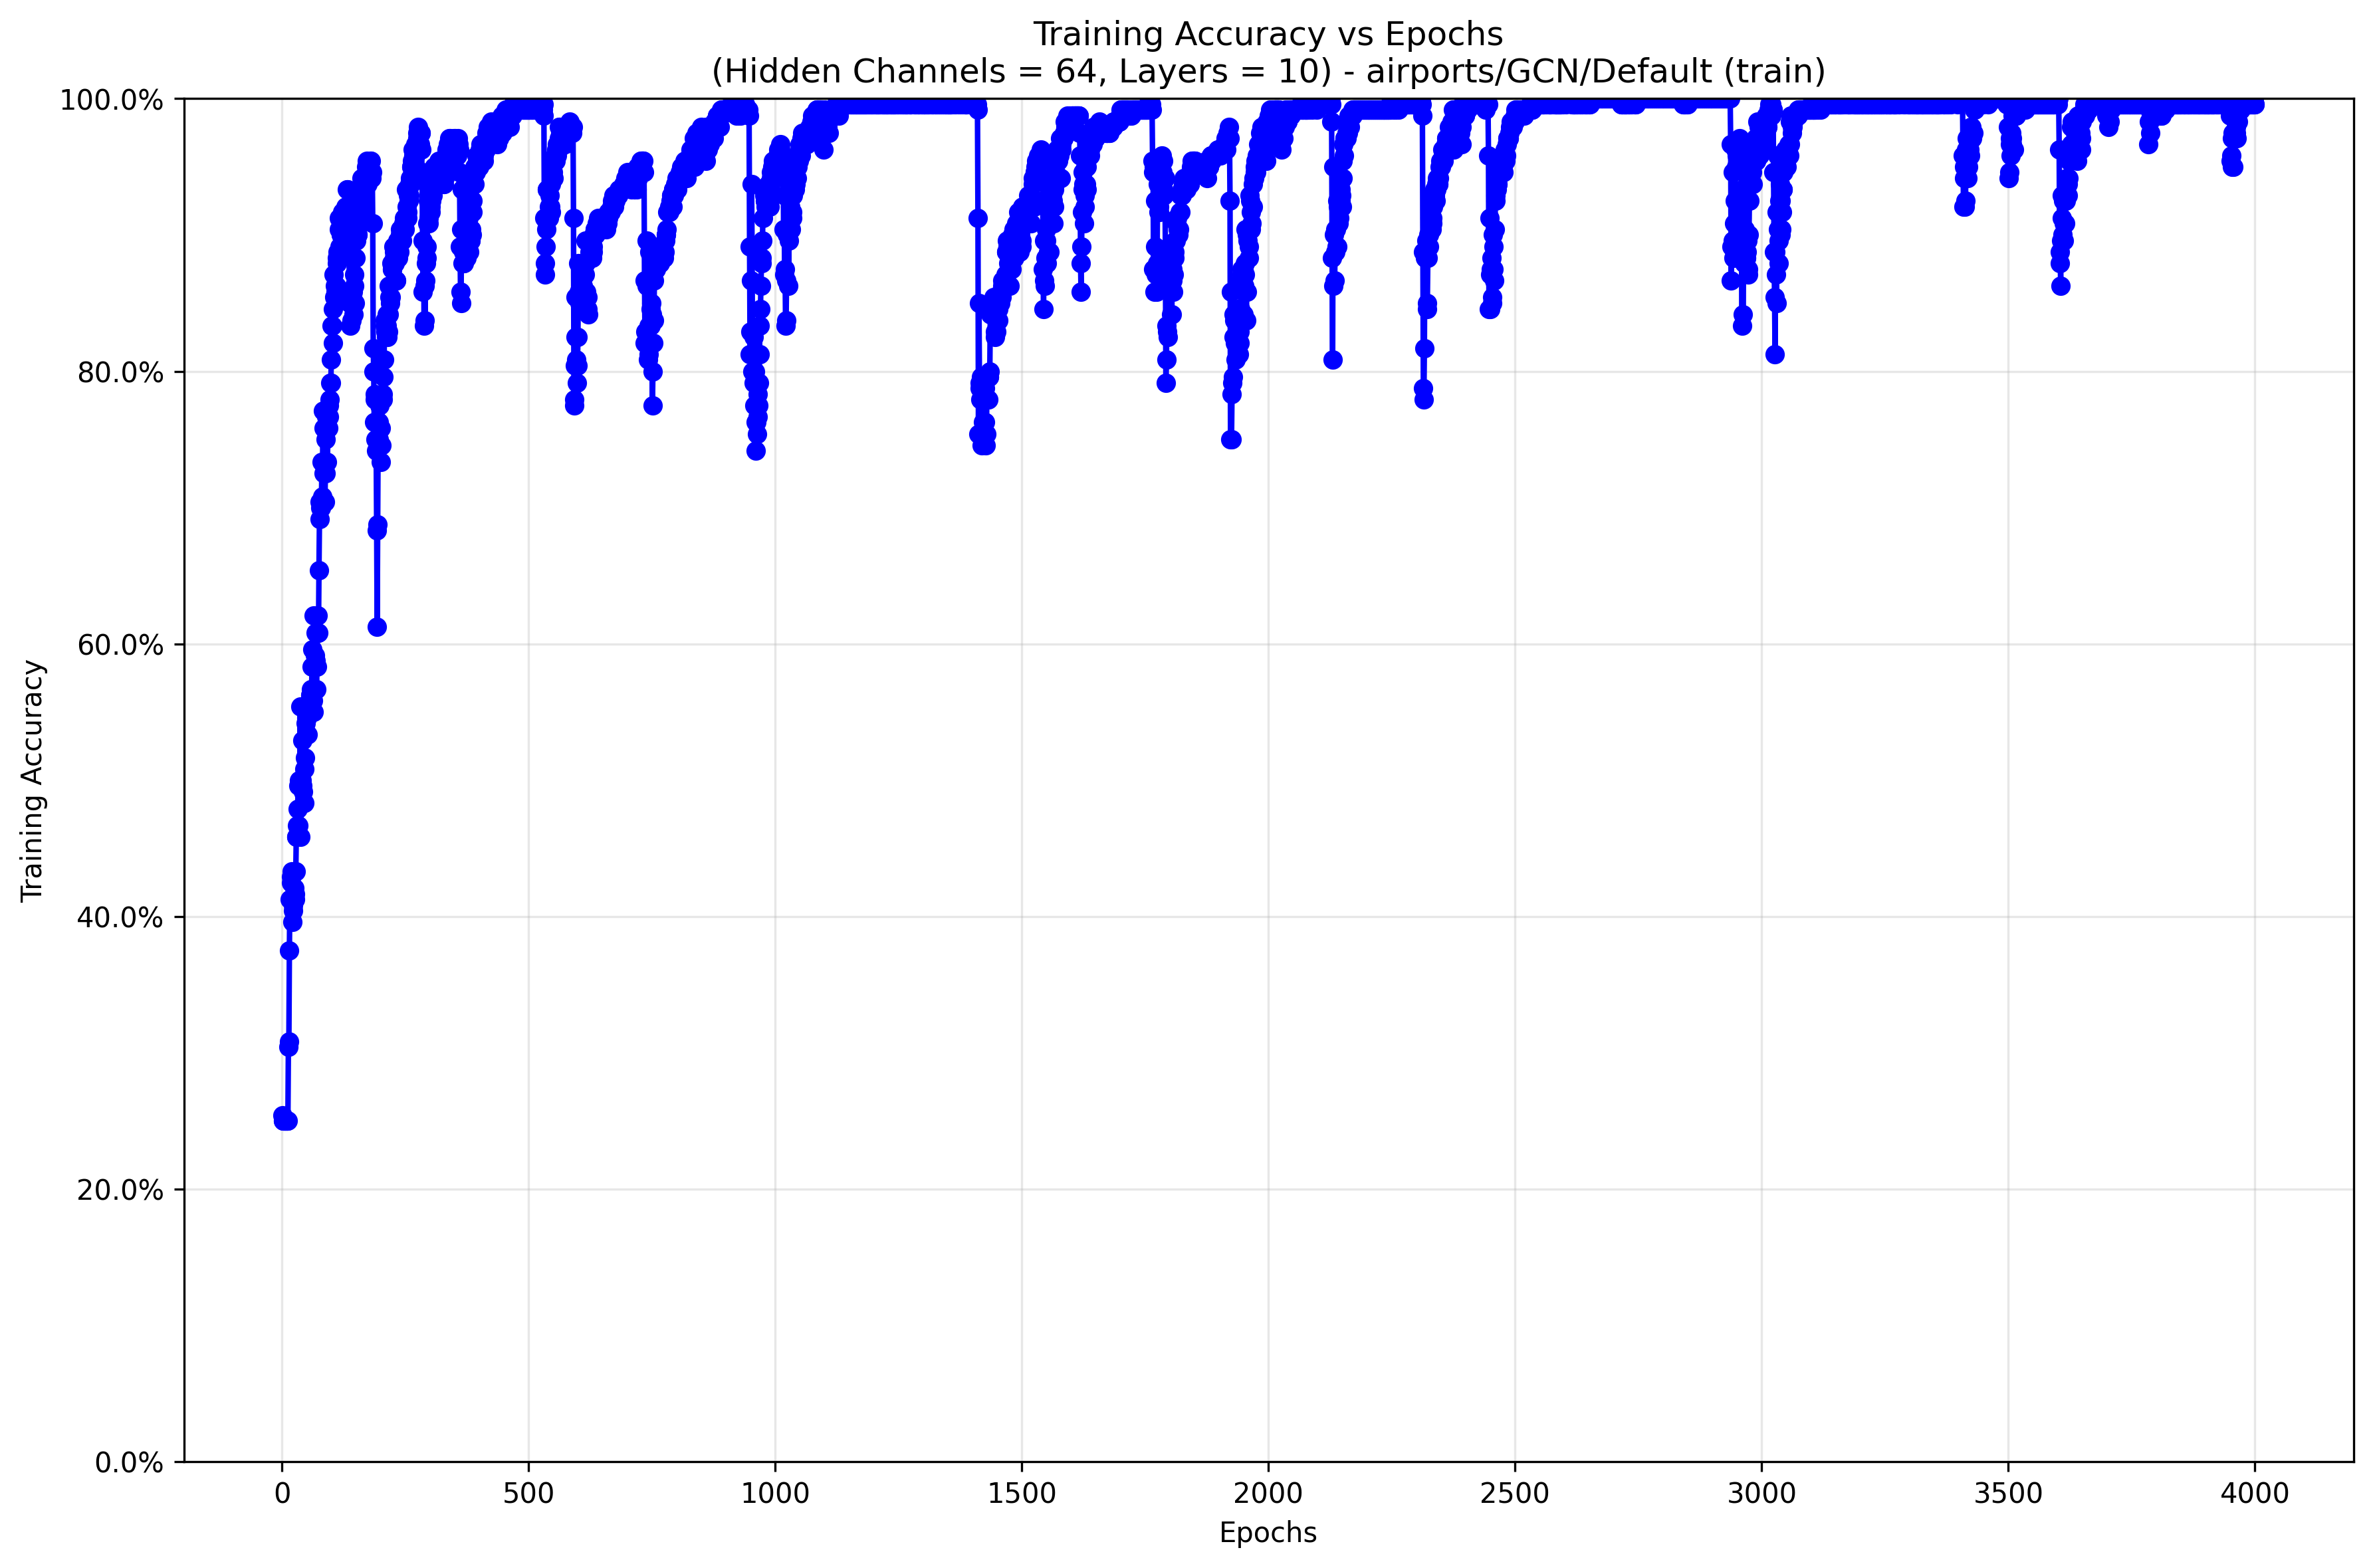 Training Accuracy vs Epochs
(Hidden Channels = 64, Layers = 10) - airports/GCN/Default (train)
Training Accuracy
100.0%
80.0%
60.0%
40.0%
20.0%
0.0%
0 500 1000 1500 2000 2500 3000 3500 4000
Epochs